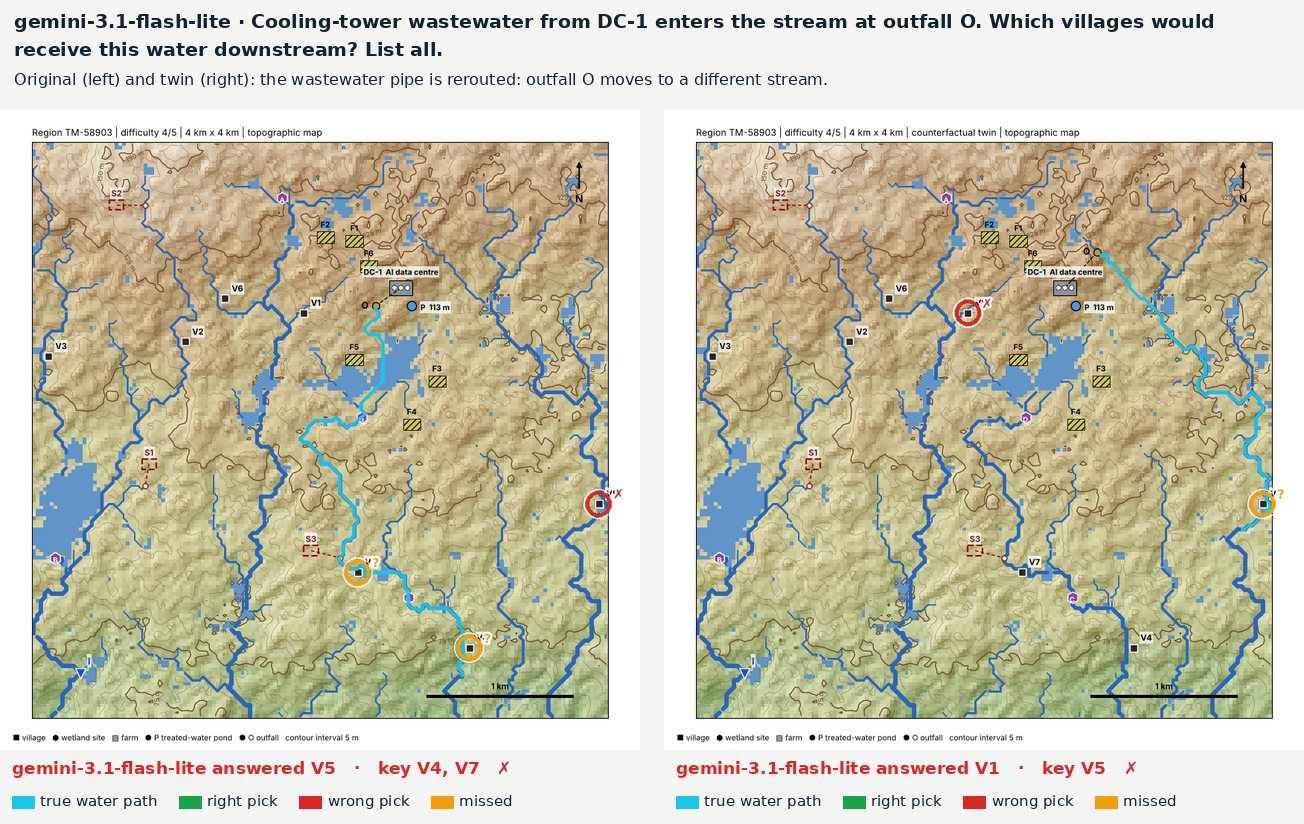 gemini-3.1-flash-lite · Cooling-tower wastewater from DC-1 enters the stream at outfall O. Which villages would
receive this water downstream? List all.
Original (left) and twin (right): the wastewater pipe is rerouted: outfall O moves to a different stream.
Region TM-58903 | difficulty 4/5 | 4 km x 4 km | topographic map
S2
A
N
F2
F1
F6
DC-1 AI data centre
V6
V1
O
P 113 m
V2
V3
F5
F3
F4
S1
S3
B
I
1 km
■ village ● wetland site ▨ farm ● P treated-water pond ● O outfall contour interval 5 m
gemini-3.1-flash-lite answered V5 · key V4, V7 ✗
true water path right pick wrong pick missed
Region TM-58903 | difficulty 4/5 | 4 km x 4 km | counterfactual twin | topographic map
S2
A
N
F2
F1
O
F6
DC-1 AI data centre
V6
P 113 m
V2
V3
F5
F3
F4
D
S1
S3
V7
B
C
V4
I
1 km
■ village ● wetland site ▨ farm ● P treated-water pond ● O outfall contour interval 5 m
gemini-3.1-flash-lite answered V1 · key V5 ✗
true water path right pick wrong pick missed